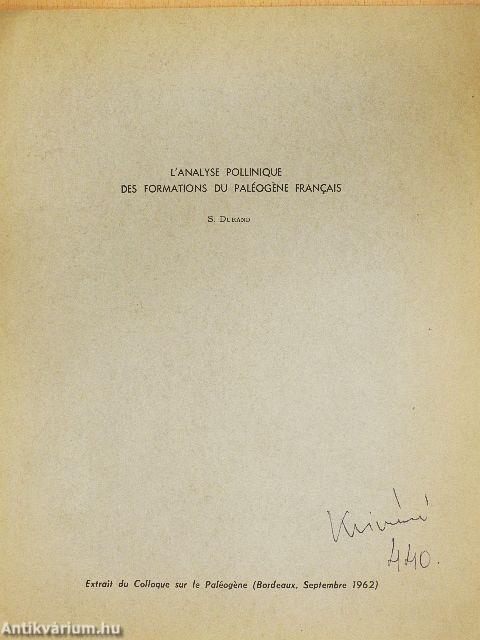 L'ANALYSE POLLINIQUE
DES FORMATIONS DU PALÉOGÈNE FRANÇAIS
S. DURAND
440.
Extrait du Colloque sur le Paléogène (Bordeaux, Septembre 1962)
Antikvárium.hu